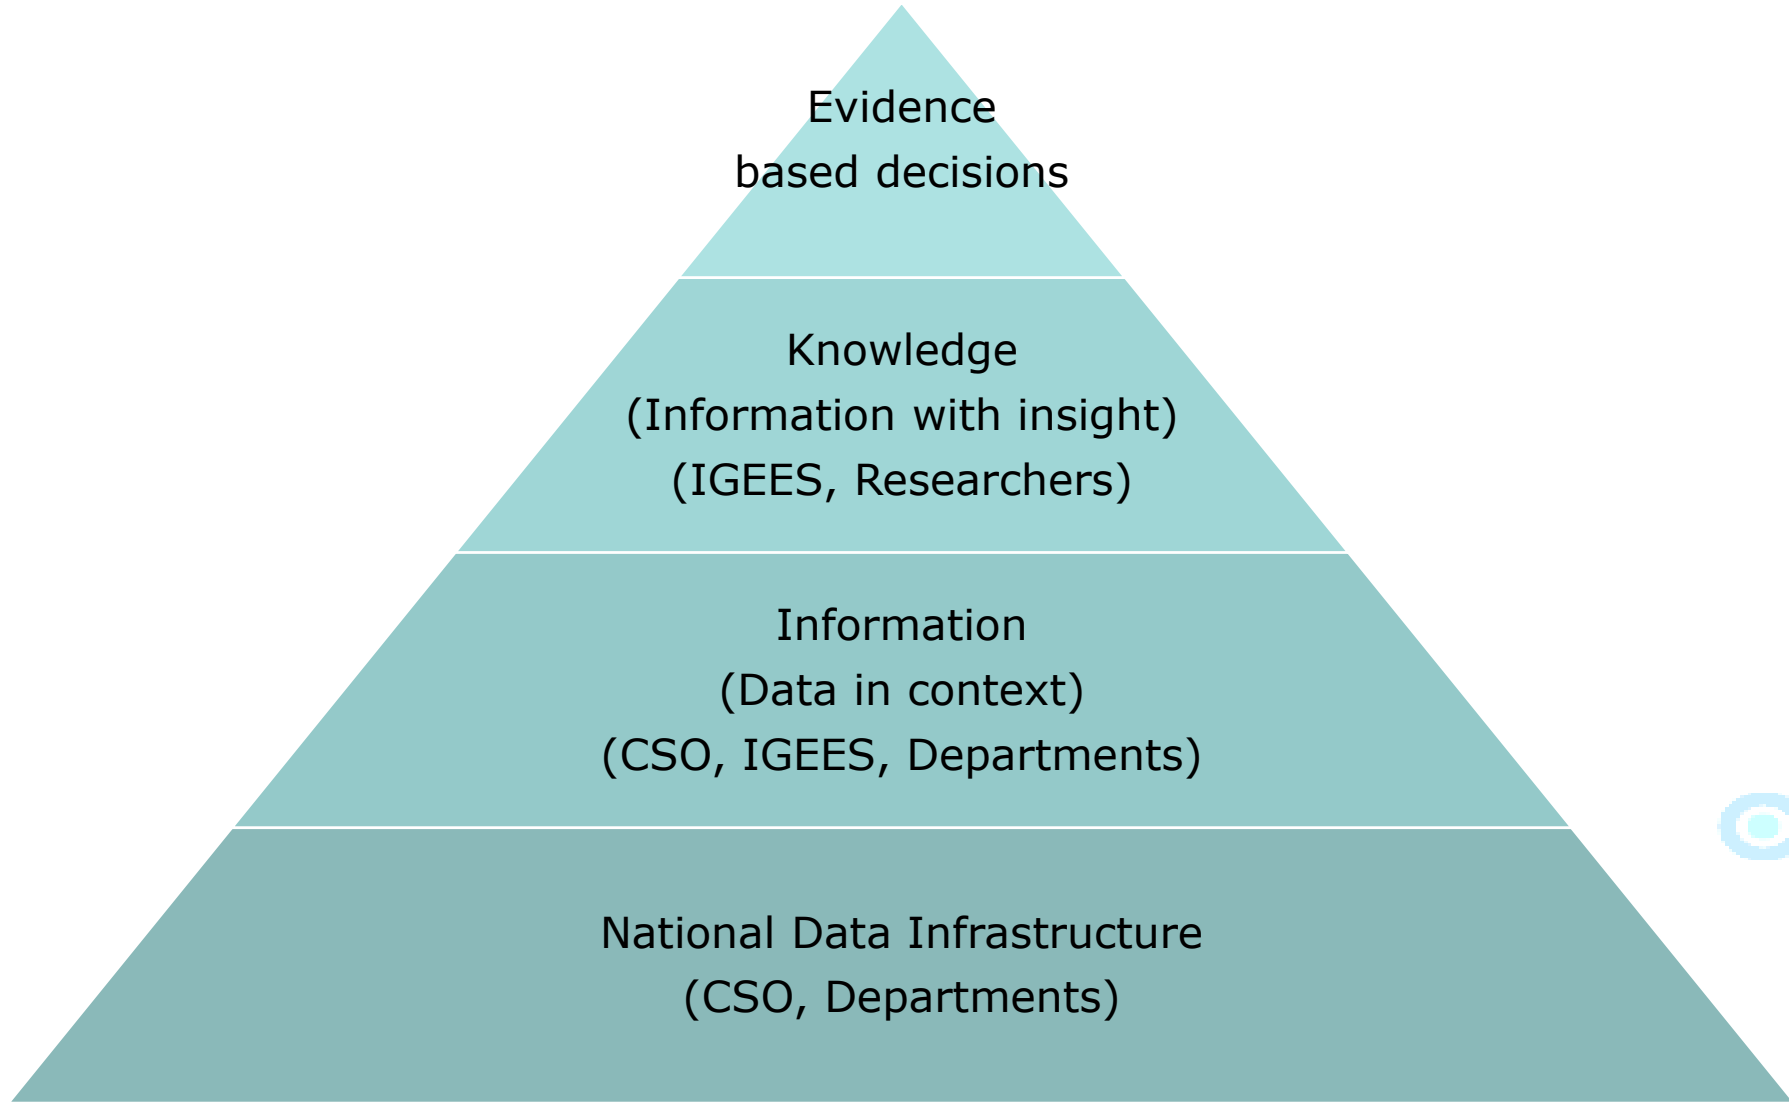 Evidence
based decisions
Knowledge
(Information with insight)
(IGEES, Researchers)
Information
(Data in context)
(CSO, IGEES, Departments)
National Data Infrastructure
(CSO, Departments)